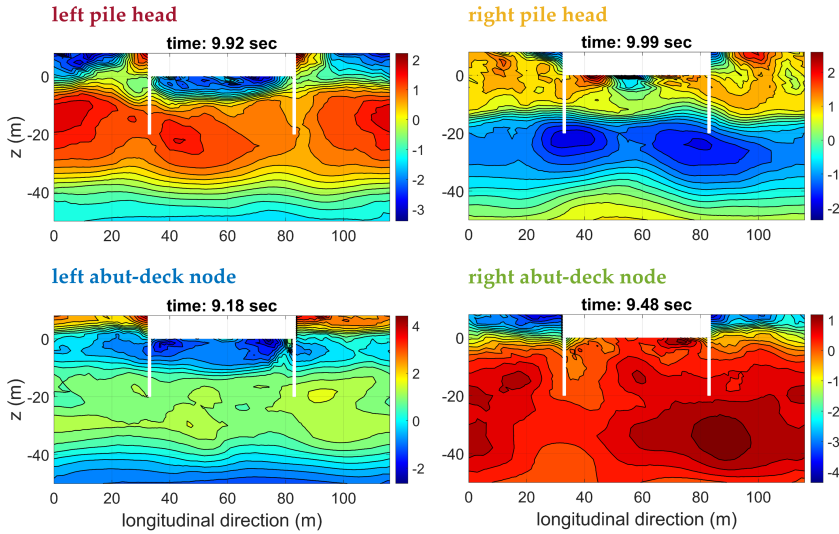 left pile head
time: 9.92 sec
z (m)
0
-20
-40
0 20 40 60 80 100
2
1
0
-1
-2
-3
right pile head
time: 9.99 sec
0
-20
-40
0 20 40 60 80 100
2
1
0
-1
-2
left abut-deck node
time: 9.18 sec
z (m)
0
-20
-40
0 20 40 60 80 100
longitudinal direction (m)
4
2
0
-2
right abut-deck node
time: 9.48 sec
0
-20
-40
0 20 40 60 80 100
longitudinal direction (m)
1
0
-1
-2
-3
-4